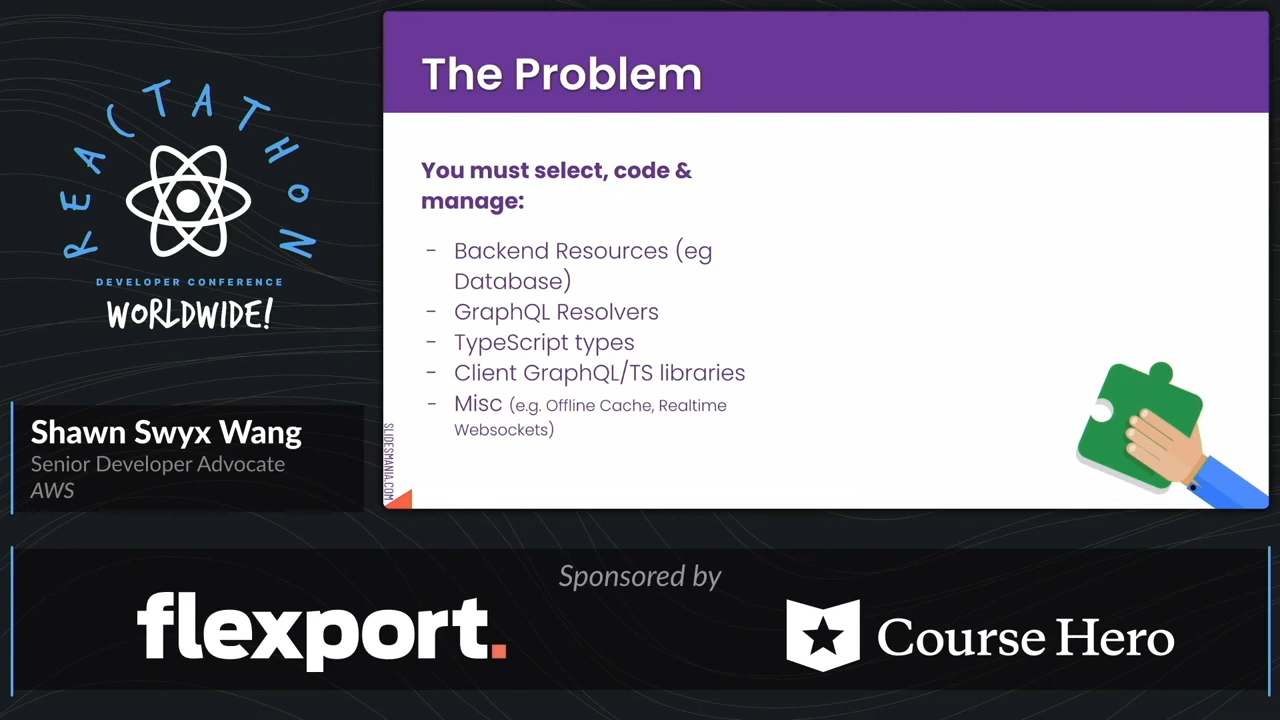 REACTATHON
DEVELOPER CONFERENCE
WORLDWIDE!
Shawn Swyx Wang
Senior Developer Advocate
AWS
The Problem
You must select, code &
manage:
- Backend Resources (eg
Database)
- GraphQL Resolvers
- TypeScript types
- Client GraphQL/TS libraries
- Misc (e.g. Offline Cache, Realtime
Websockets)
SLIDESMANIA.COM
Sponsored by
flexport.
Course Hero